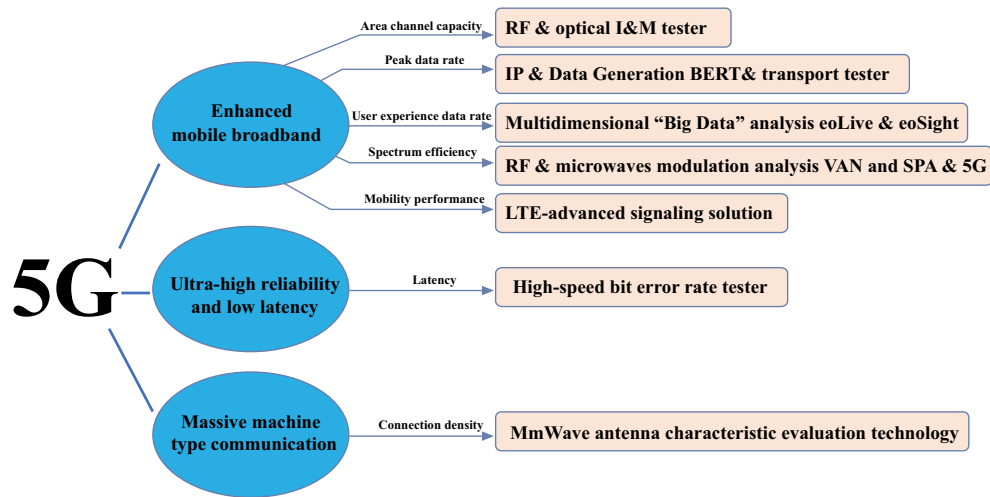 5G
Enhanced
mobile broadband
Area channel capacity
RF & optical I&M tester
Peak data rate
IP & Data Generation BERT& transport tester
User experience data rate
Multidimensional “Big Data” analysis eoLive & eoSight
Spectrum efficiency
RF & microwaves modulation analysis VAN and SPA & 5G
Mobility performance
LTE-advanced signaling solution
Ultra-high reliability
and low latency
Latency
High-speed bit error rate tester
Massive machine
type communication
Connection density
MmWave antenna characteristic evaluation technology